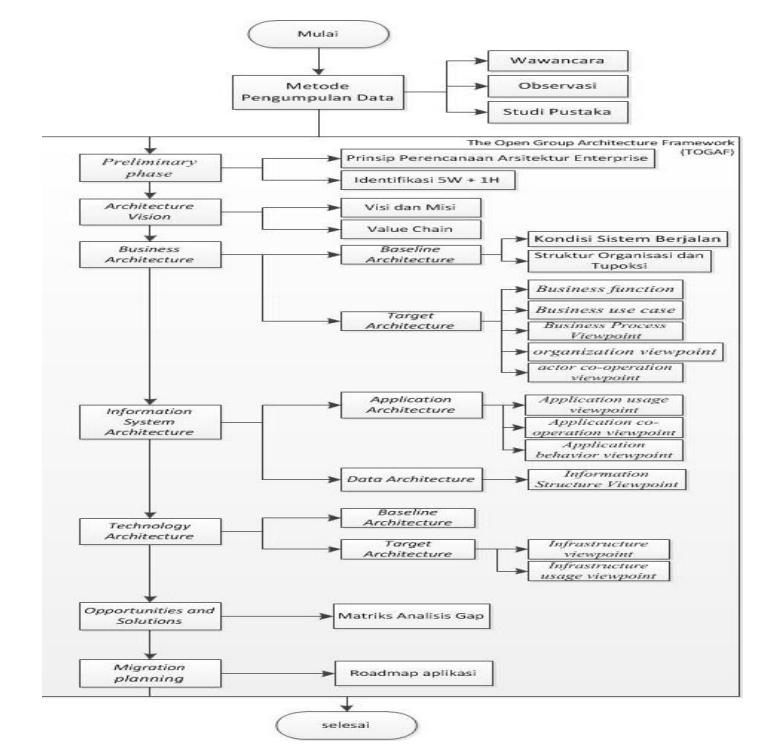 Mulai
Metode
Pengumpulan Data
Wawancara
Observasi
Studi Pustaka
The Open Group Architecture Framework
(TOGAF)
Preliminary
phase
Prinsip Perencanaan Arsitektur Enterprise
Identifikasi 5W + 1H
Architecture
Vision
Visi dan Misi
Value Chain
Business
Architecture
Baseline
Architecture
Kondisi Sistem Berjalan
Struktur Organisasi dan
Tupoksi
Target
Architecture
Business function
Business use case
Business Process
Viewpoint
organization viewpoint
actor co-operation
viewpoint
Information
System
Architecture
Application
Architecture
Application usage
viewpoint
Application co-
operation viewpoint
Application
behavior viewpoint
Data Architecture
Information
Structure Viewpoint
Technology
Architecture
Baseline
Architecture
Target
Architecture
Infrastructure
viewpoint
Infrastructure
usage viewpoint
Opportunities and
Solutions
Matriks Analisis Gap
Migration
planning
Roadmap aplikasi
selesai